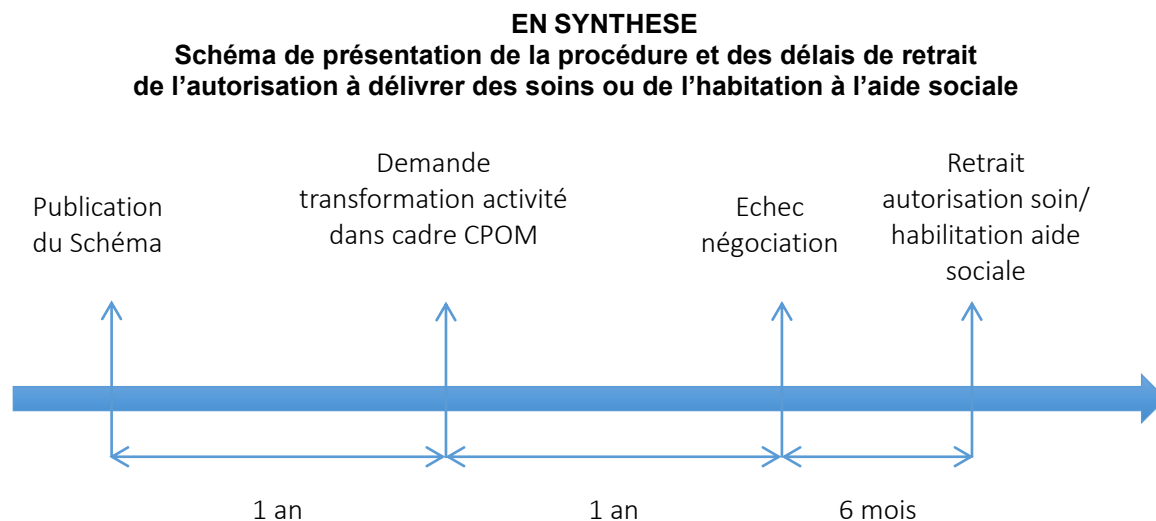 EN SYNTHESE
Schéma de présentation de la procédure et des délais de retrait
de l’autorisation à délivrer des soins ou de l’habitation à l’aide sociale
Publication
du Schéma
Demande
transformation activité
dans cadre CPOM
Echec
négociation
Retrait
autorisation soin/
habilitation aide
sociale
1 an
1 an
6 mois